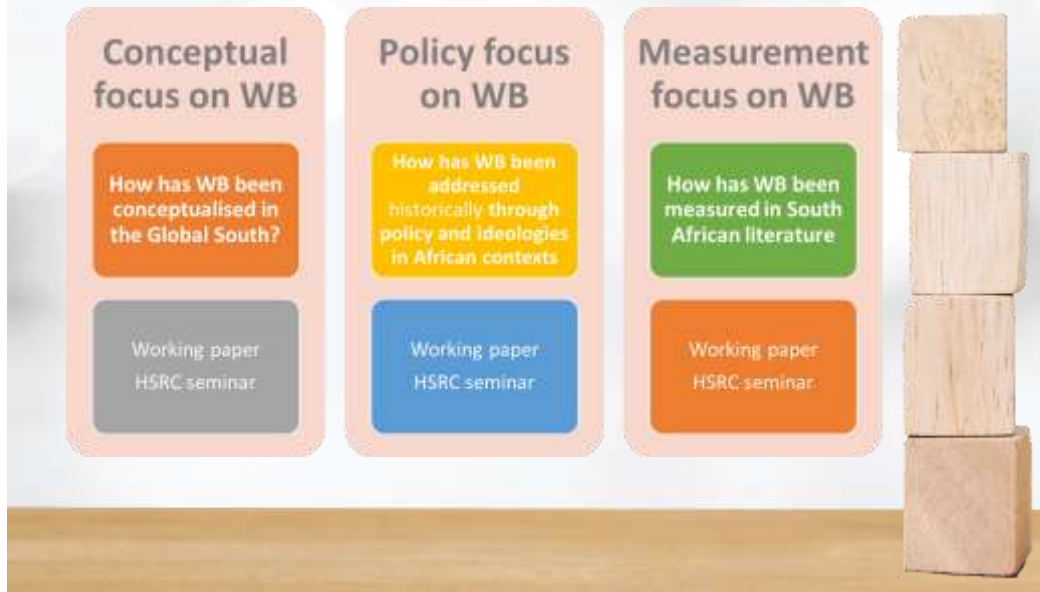 Conceptual
focus on WB
How has WB been
conceptualised in
the Global South?
Working paper
HSRC seminar
Policy focus
on WB
How has WB been
addressed
historically through
policy and ideologies
in African contexts
Working paper
HSRC seminar
Measurement
focus on WB
How has WB been
measured in South
African literature
Working paper
HSRC seminar